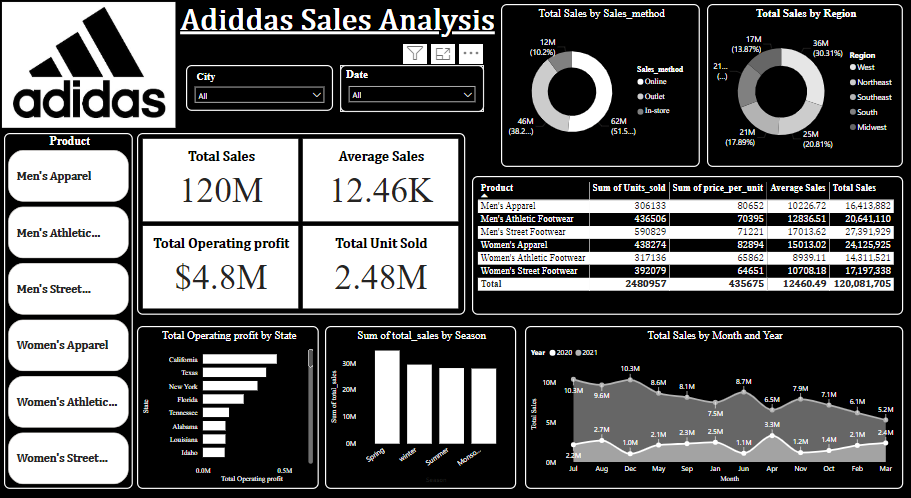 adidas
Adiddas Sales Analysis
City
All
Date
All
Product
Men's Apparel
Men's Athletic...
Men's Street...
Women's Apparel
Women's Athletic...
Women's Street...
Total Sales
120M
Average Sales
12.46K
Total Operating profit
$4.8M
Total Unit Sold
2.48M
Total Sales by Sales_method
12M
(10.2%)
46M
(38.2...)
62M
(51.5...)
Sales_method
Online
Outlet
In-store
Total Sales by Region
17M
(13.87%)
36M
(30.31%)
21...
(...)
21M
(17.89%)
25M
(20.81%)
Region
West
Northeast
Southeast
South
Midwest
Product Sum of Units_sold Sum of price_per_unit Average Sales Total Sales
Men's Apparel 306133 80652 10226.72 16,413,882
Men's Athletic Footwear 436506 70395 12836.51 20,641,110
Men's Street Footwear 590829 71221 17013.62 27,391,929
Women's Apparel 438274 82894 15013.02 24,125,925
Women's Athletic Footwear 317136 65862 8939.11 14,311,521
Women's Street Footwear 392079 64651 10708.18 17,197,338
Total 2480957 435675 12460.49 120,081,705
Total Operating profit by State
State
California
Texas
New York
Florida
Tennessee
Alabama
Louisiana
Idaho
0.0M 0.5M
Total Operating profit
Sum of total_sales by Season
Sum of total_sales
30M
20M
10M
0M
Spring
winter
Summer
Monso...
Total Sales by Month and Year
Year 2020 2021
Total Sales
10M
5M
0M
10.3M 9.6M 10.3M 8.6M 8.1M 7.5M 8.7M 6.5M 7.9M 7.1M 6.1M 5.2M
2.2M 2.7M 1.0M 2.1M 2.3M 2.5M 1.1M 3.3M 1.2M 1.4M 2.1M 2.4M
Jul Aug Dec May Sep Jan Jun Apr Nov Oct Feb Mar
Month